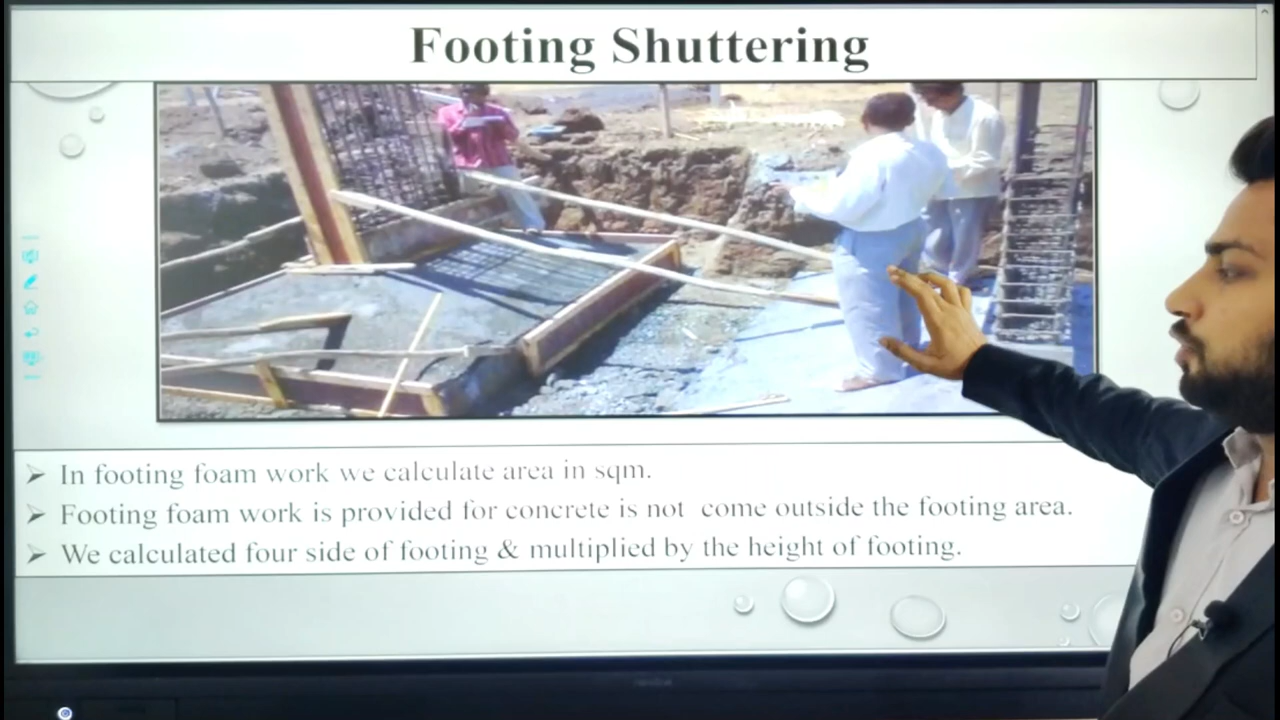 Footing Shuttering
➢ In footing foam work we calculate area in sqm.
➢ Footing foam work is provided for concrete is not come outside the footing area.
➢ We calculated four side of footing & multiplied by the height of footing.